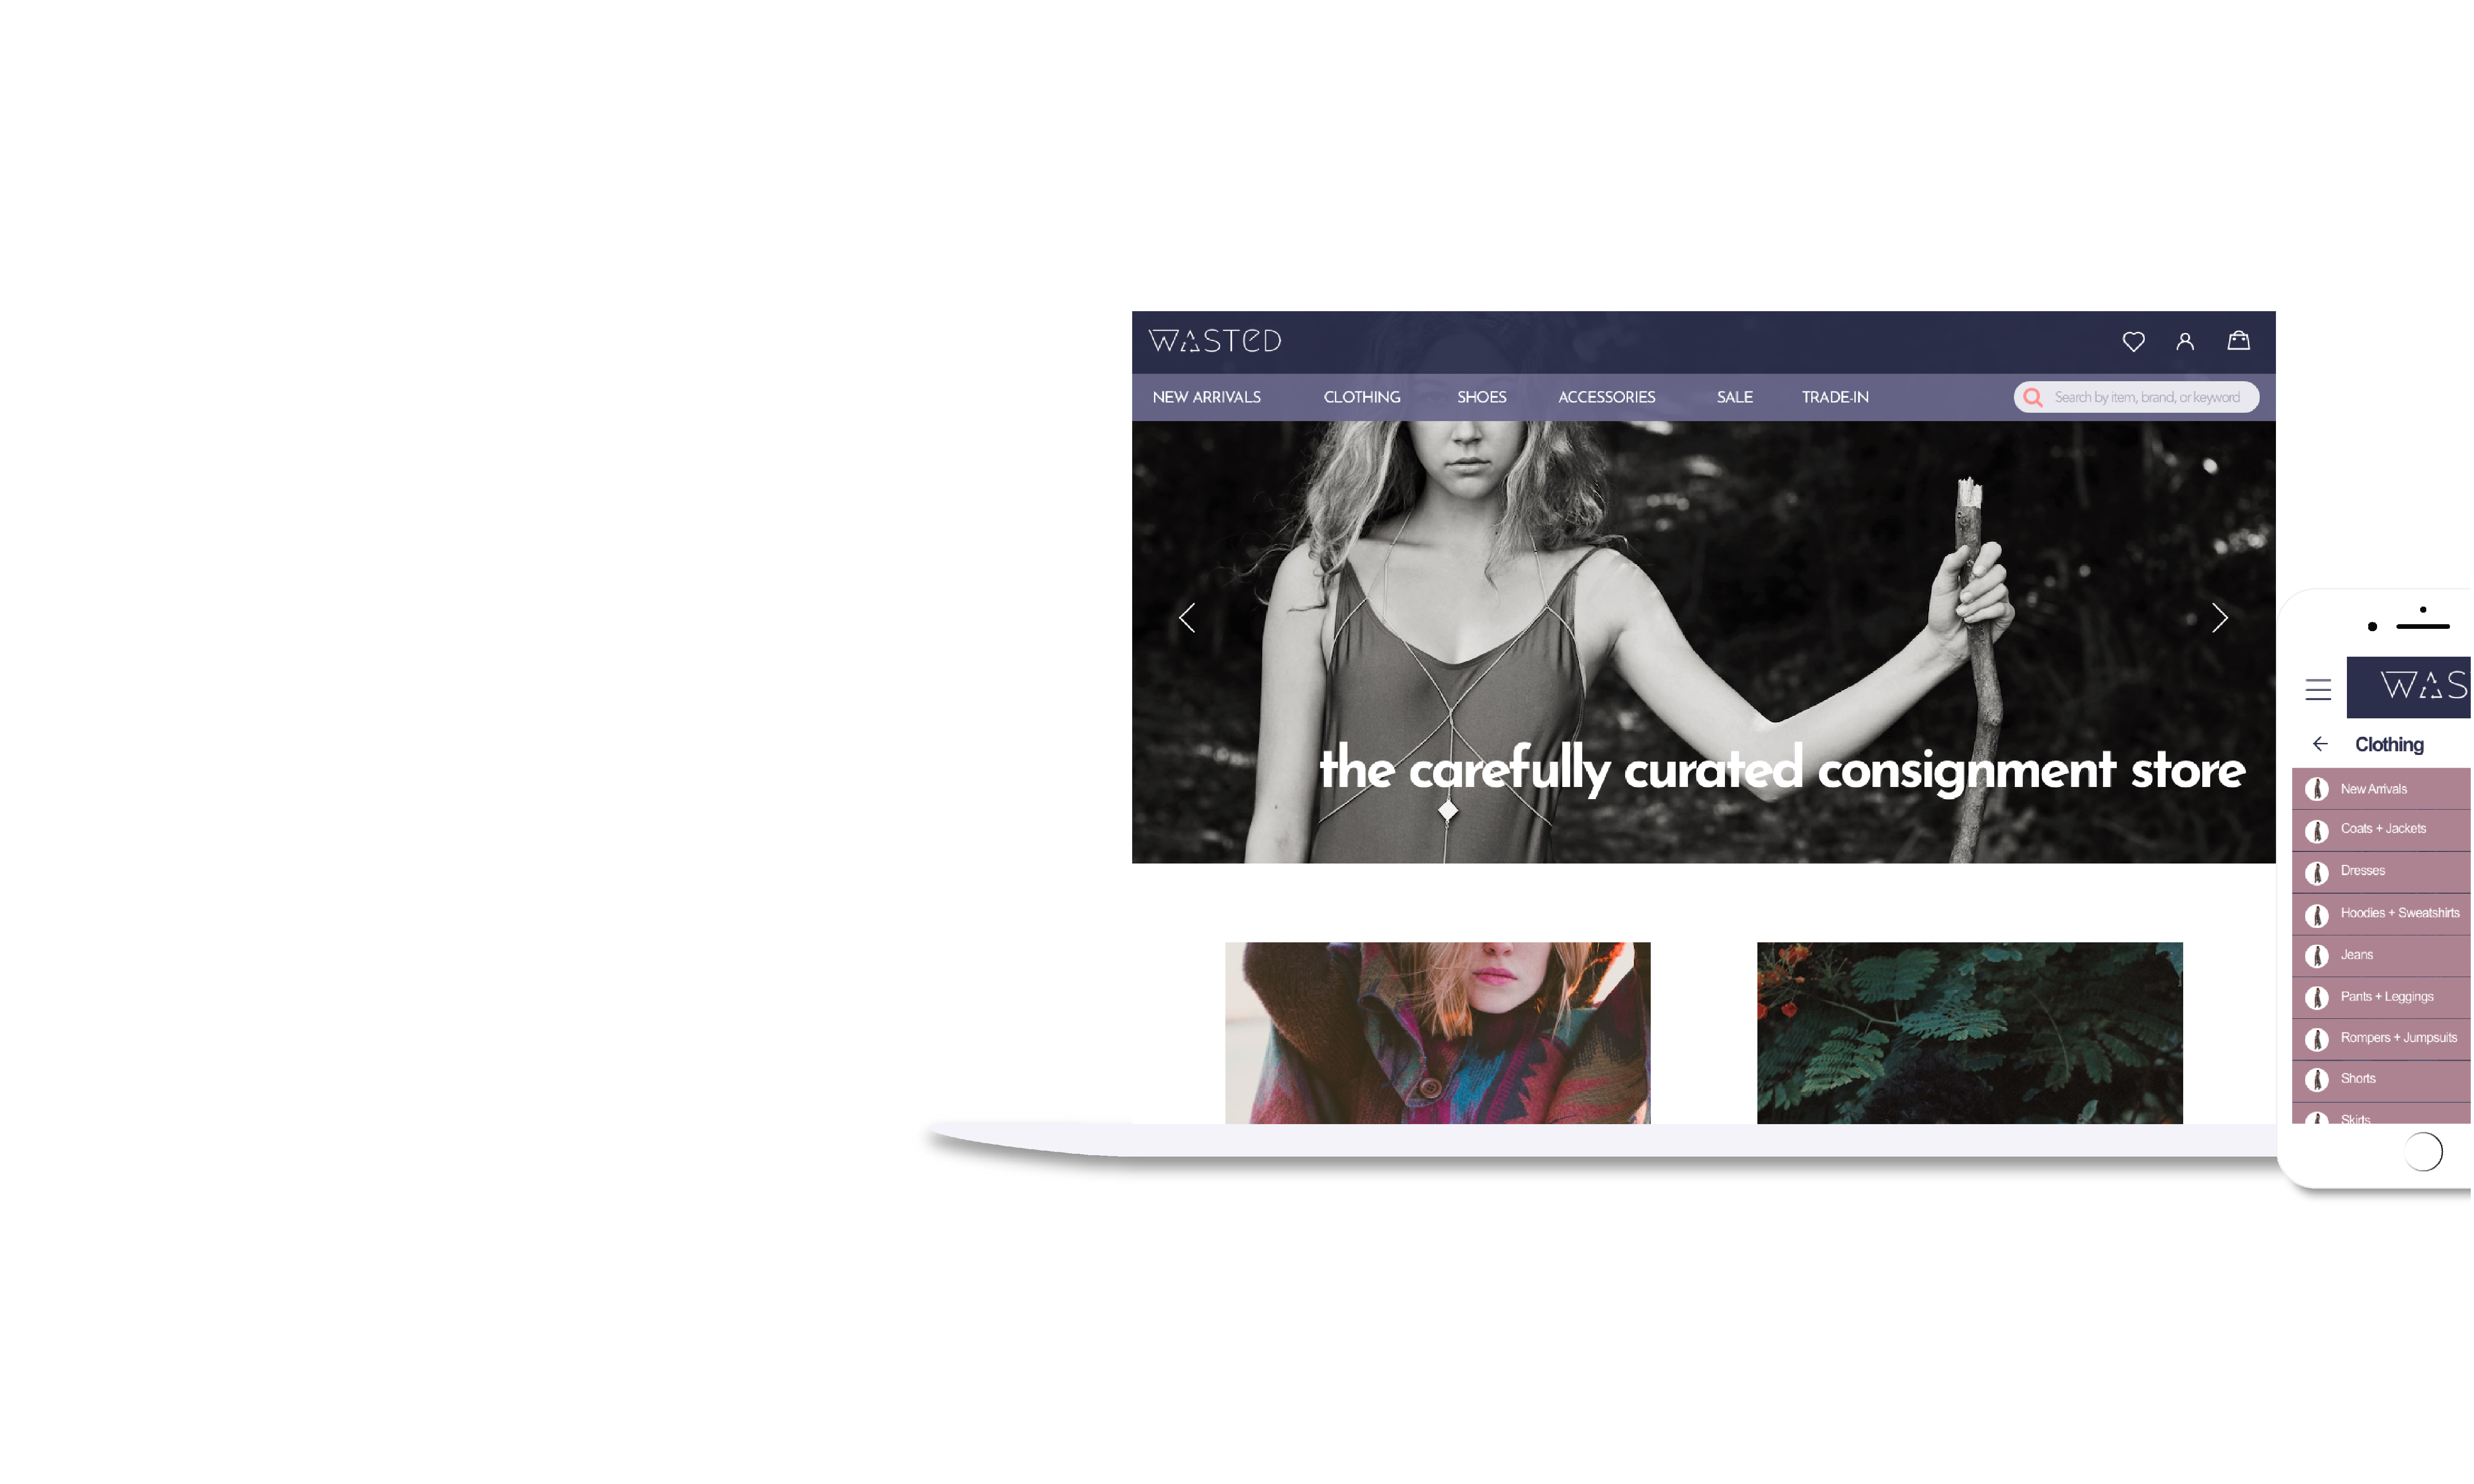 WASTED
NEW ARRIVALS CLOTHING SHOES ACCESSORIES SALE TRADE-IN Search by item, brand, or keyword
the carefully curated consignment store
WAS
Clothing
New Arrivals
Coats + Jackets
Dresses
Hoodies + Sweatshirts
Jeans
Pants + Leggings
Rompers + Jumpsuits
Shorts
Skirts